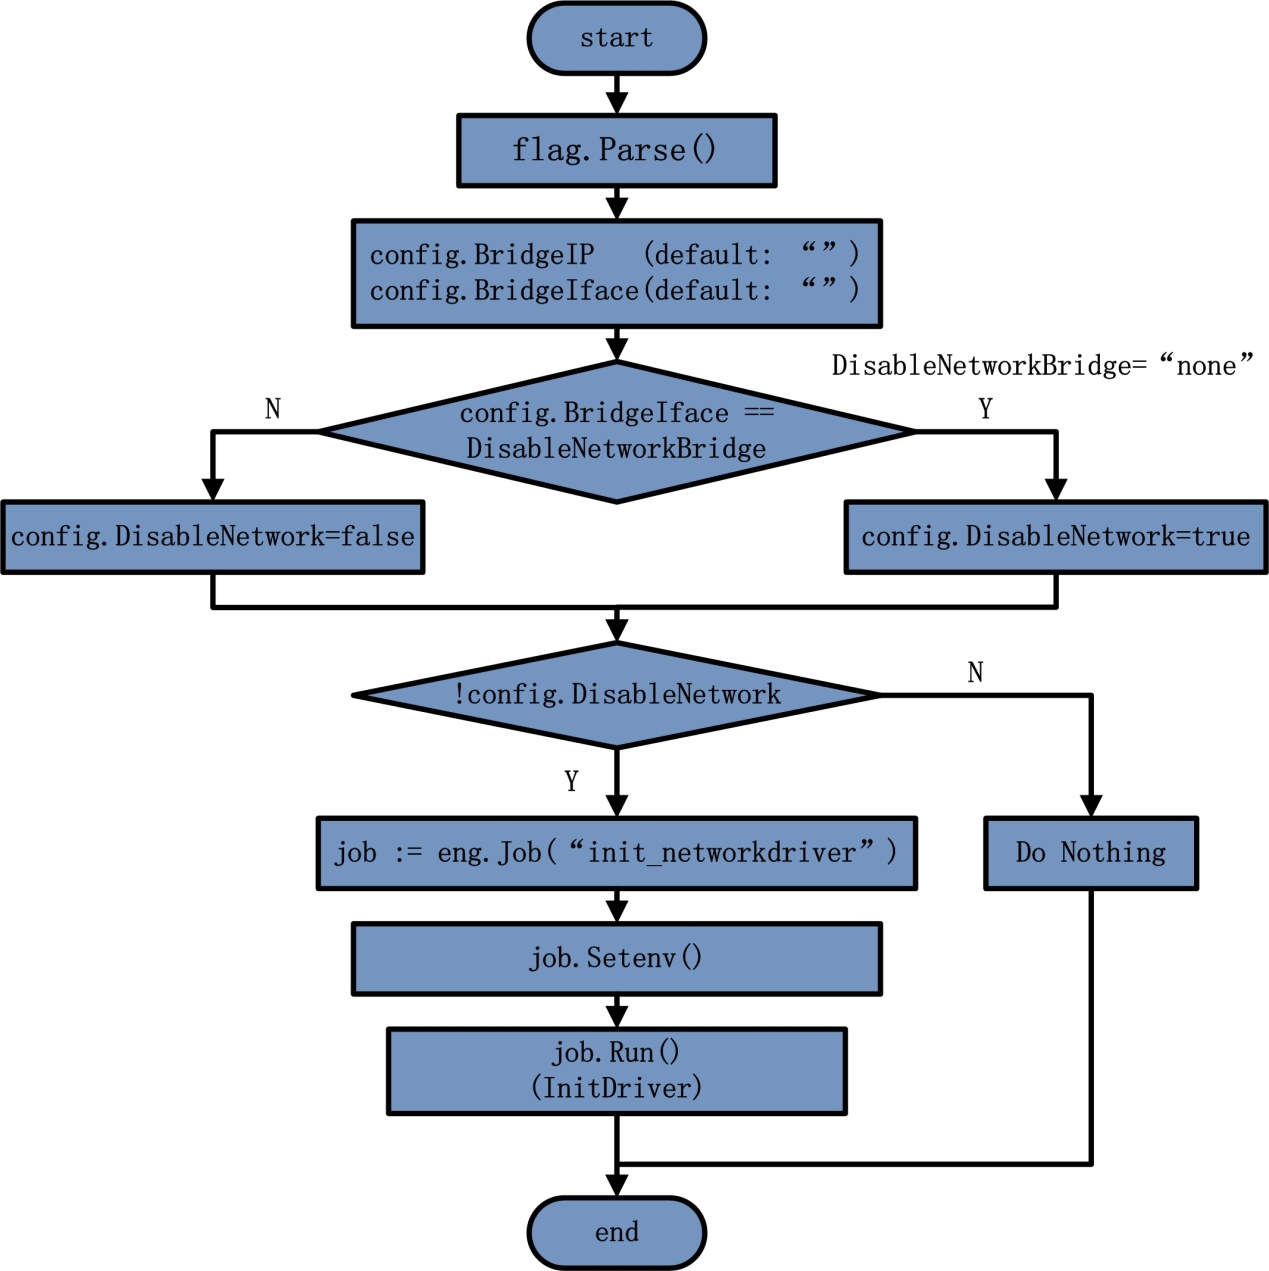 start
flag.Parse()
config.BridgeIP (default: “”)
config.BridgeIface(default: “”)
DisableNetworkBridge=“none”
N
config.BridgeIface ==
Y
DisableNetworkBridge
config.DisableNetwork=false
config.DisableNetwork=true
!config.DisableNetwork
N
Y
job := eng.Job(“init_networkdriver”)
Do Nothing
job.Setenv()
job.Run()
(InitDriver)
end